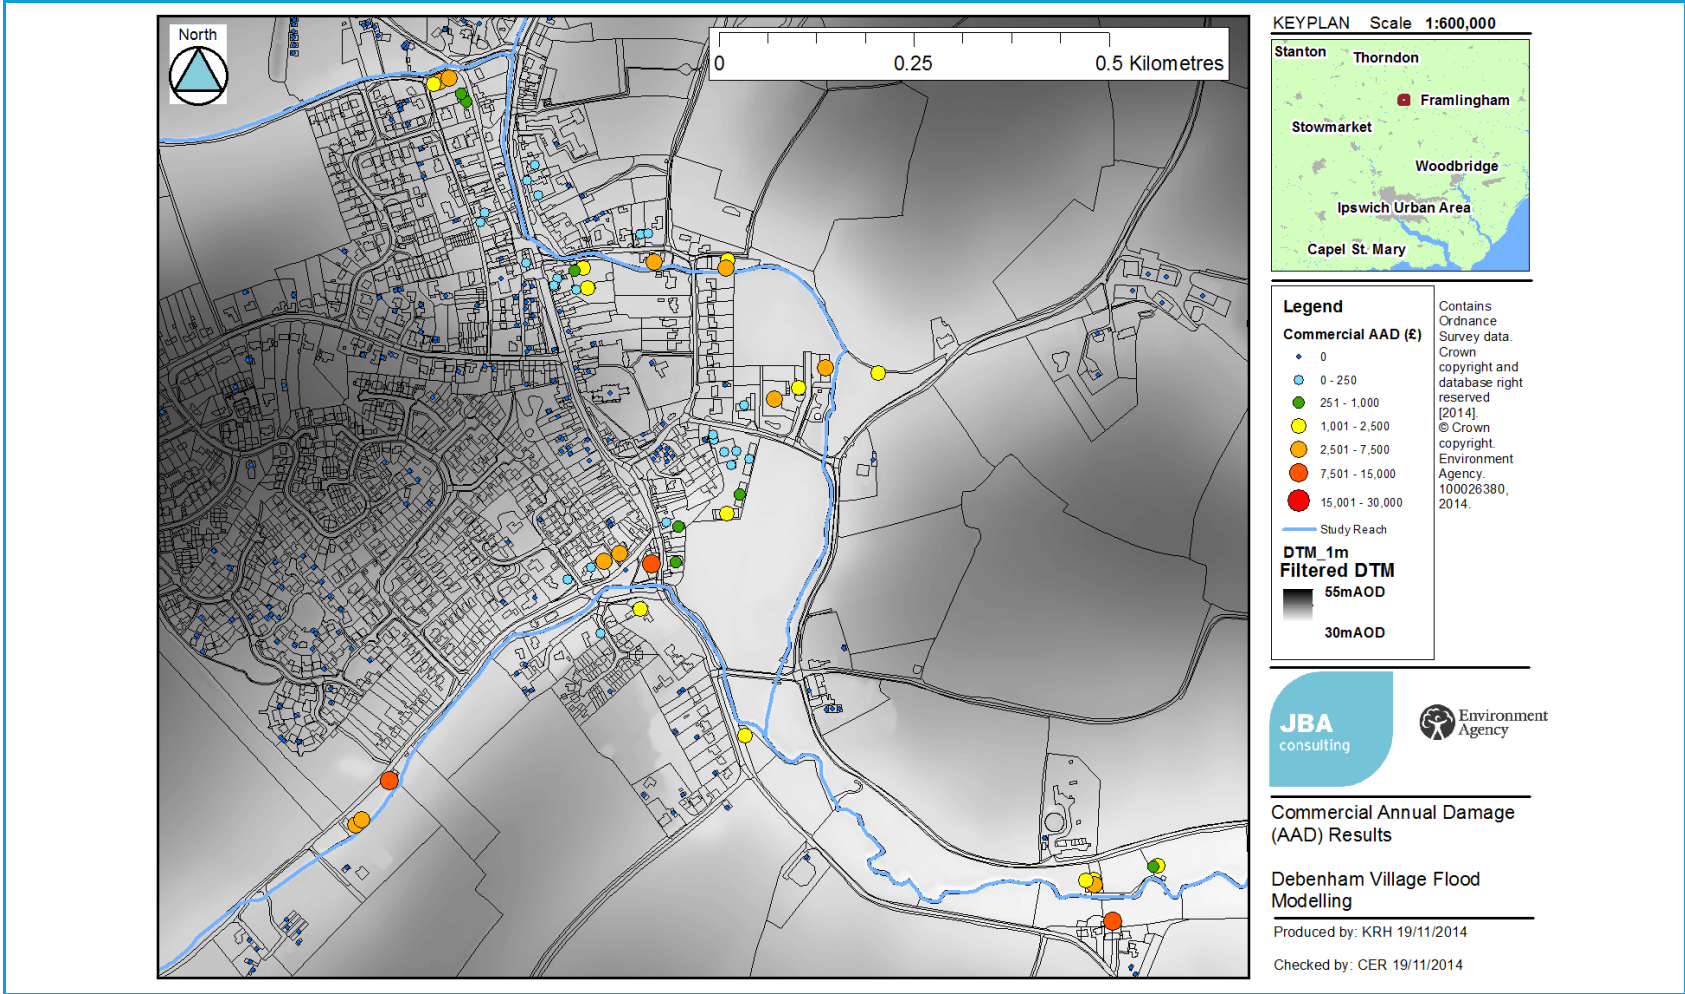 North
0 0.25 0.5 Kilometres
KEYPLAN Scale 1:600,000
Stanton
Thorndon
Framlingham
Stowmarket
Woodbridge
Ipswich Urban Area
Capel St. Mary
Legend
Commercial AAD (£)
0
0 - 250
251 - 1,000
1,001 - 2,500
2,501 - 7,500
7,501 - 15,000
15,001 - 30,000
Study Reach
DTM_1m
Filtered DTM
55mAOD
30mAOD
Contains
Ordnance
Survey data.
Crown
copyright and
database right
reserved
[2014].
© Crown
copyright.
Environment
Agency.
100026380,
2014.
JBA
consulting
Environment
Agency
Commercial Annual Damage
(AAD) Results
Debenham Village Flood
Modelling
Produced by: KRH 19/11/2014
Checked by: CER 19/11/2014